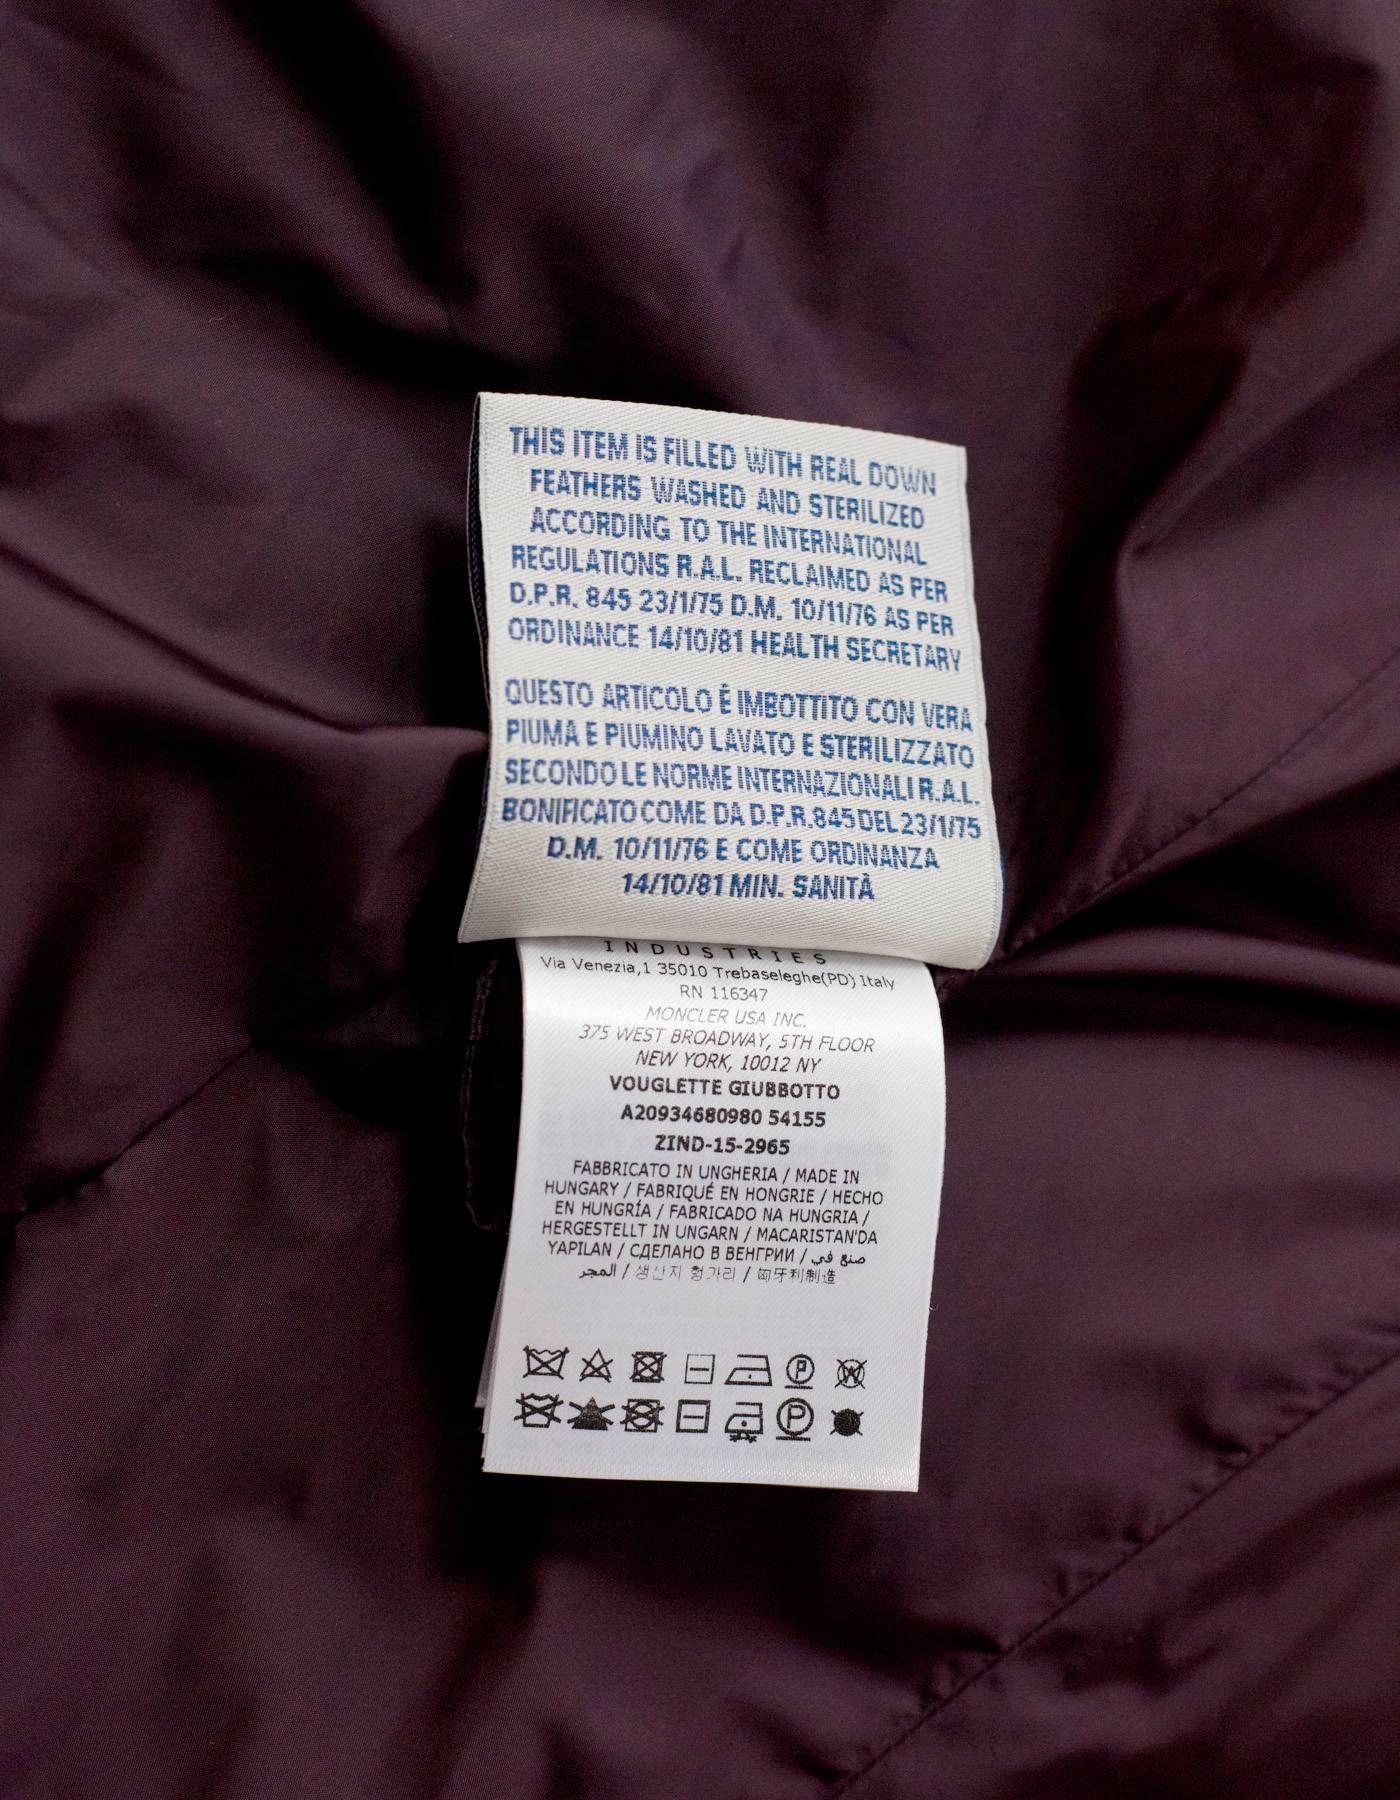 THIS ITEM IS FILLED WITH REAL DOWN
FEATHERS WASHED AND STERILIZED
ACCORDING TO THE INTERNATIONAL
REGULATIONS R.A.L. RECLAIMED AS PER
D.P.R. 845 23/1/75 D.M. 10/11/76 AS PER
ORDINANCE 14/10/81 HEALTH SECRETARY
QUESTO ARTICOLO È IMBOTTITO CON VERA
PIUMA E PIUMINO LAVATO E STERILIZZATO
SECONDO LE NORME INTERNAZIONALI R.A.L.
BONIFICATO COME DA D.P.R. 845 DEL 23/1/75
D.M. 10/11/76 E COME ORDINANZA
14/10/81 MIN. SANITÀ
INDUSTRIES
Via Venezia,1 35010 Trebaseleghe(PD) Italy
RN 116347
MONCLER USA INC.
375 WEST BROADWAY, 5TH FLOOR
NEW YORK, 10012 NY
VOUGLETTE GIUBBOTTO
A20934680980 54155
ZIND-15-2965
FABBRICATO IN UNGHERIA / MADE IN
HUNGARY / FABRIQUÉ EN HONGRIE / HECHO
EN HUNGRÍA / FABRICADO NA HUNGRIA /
HERGESTELLT IN UNGARN / MACARISTAN'DA
YAPILAN / СДЕЛАНО В ВЕНГРИИ / صنع في
المجر / 생산지 헝가리 / 匈牙利制造
P W
P